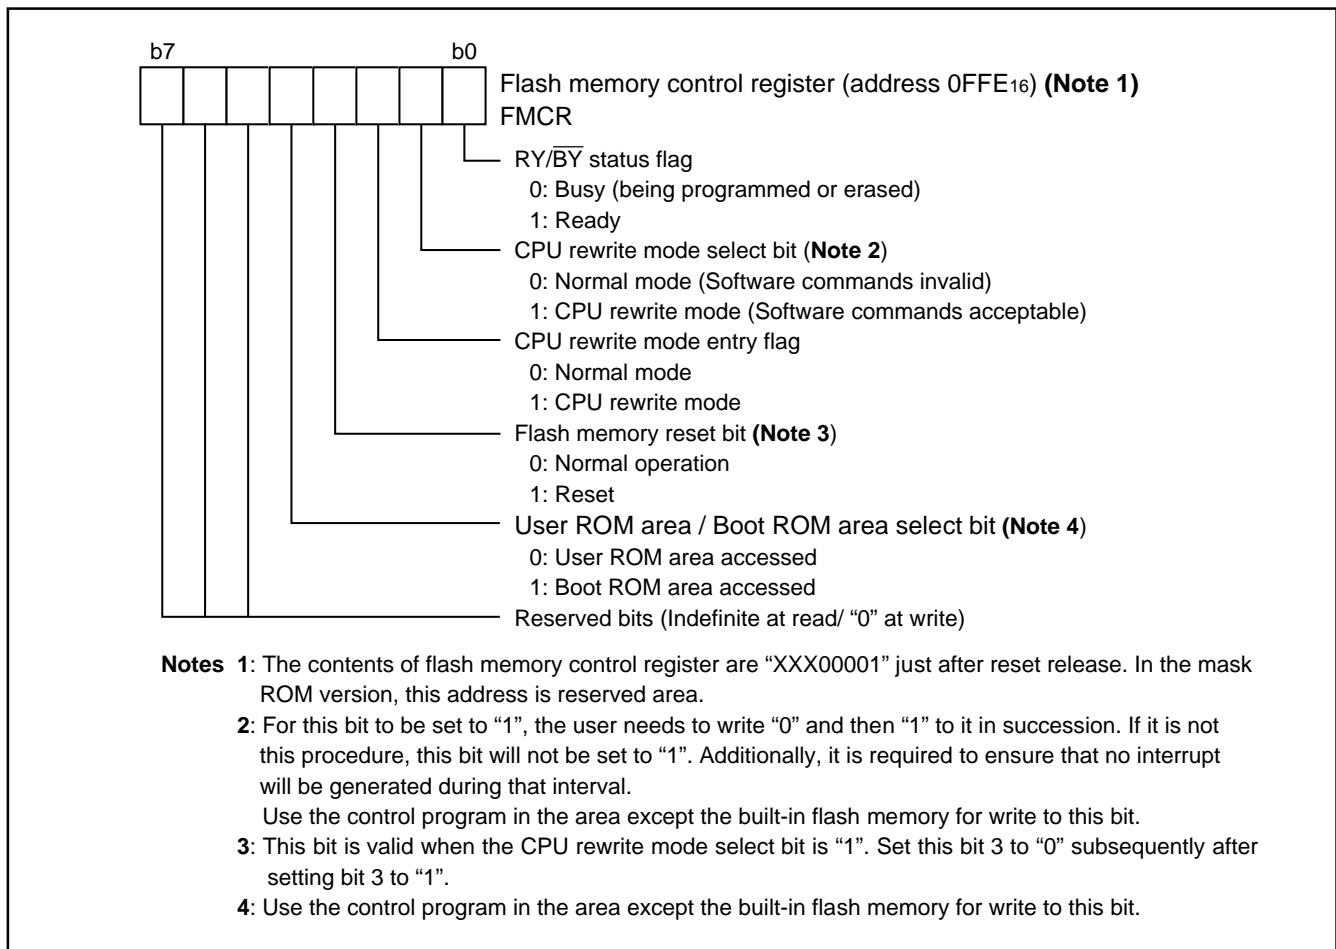 b7 b0
Flash memory control register (address 0FFE16) (Note 1)
FMCR
RY/BY status flag
0: Busy (being programmed or erased)
1: Ready
CPU rewrite mode select bit (Note 2)
0: Normal mode (Software commands invalid)
1: CPU rewrite mode (Software commands acceptable)
CPU rewrite mode entry flag
0: Normal mode
1: CPU rewrite mode
Flash memory reset bit (Note 3)
0: Normal operation
1: Reset
User ROM area / Boot ROM area select bit (Note 4)
0: User ROM area accessed
1: Boot ROM area accessed
Reserved bits (Indefinite at read/ “0” at write)
Notes 1: The contents of flash memory control register are “XXX00001” just after reset release. In the mask
ROM version, this address is reserved area.
2: For this bit to be set to “1”, the user needs to write “0” and then “1” to it in succession. If it is not
this procedure, this bit will not be set to “1”. Additionally, it is required to ensure that no interrupt
will be generated during that interval.
Use the control program in the area except the built-in flash memory for write to this bit.
3: This bit is valid when the CPU rewrite mode select bit is “1”. Set this bit 3 to “0” subsequently after
setting bit 3 to “1”.
4: Use the control program in the area except the built-in flash memory for write to this bit.